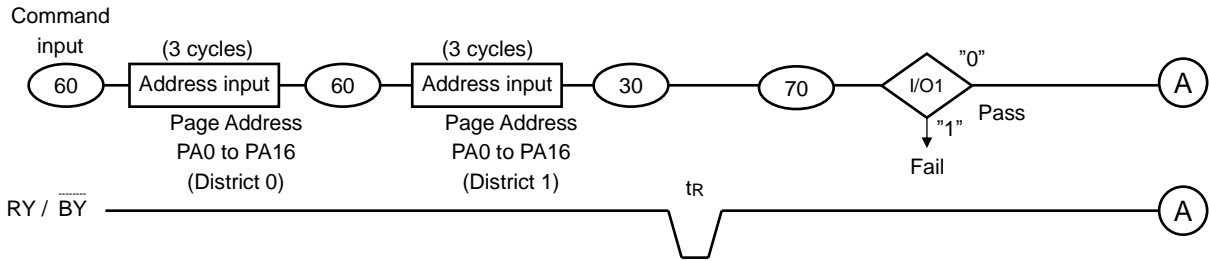 Command
input
(3 cycles)
(3 cycles)
"0"
60
Address input
60
Address input
30
70
I/O1
A
Page Address
PA0 to PA16
(District 0)
Page Address
PA0 to PA16
(District 1)
"1"
Pass
Fail
tR
RY / BY
A